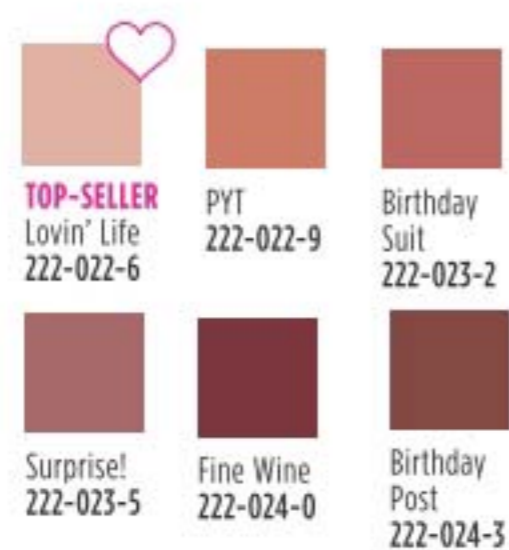 TOP-SELLER
Lovin' Life
222-022-6
PYT
222-022-9
Birthday
Suit
222-023-2
Surprise!
222-023-5
Fine Wine
222-024-0
Birthday
Post
222-024-3